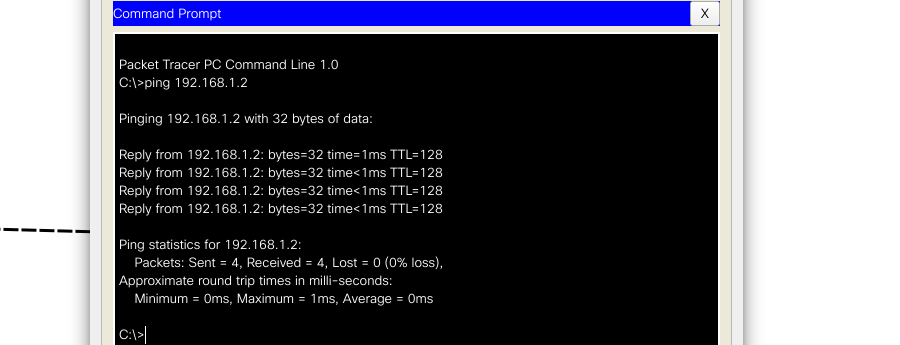 Command Prompt
X
Packet Tracer PC Command Line 1.0
C:\>ping 192.168.1.2
Pinging 192.168.1.2 with 32 bytes of data:
Reply from 192.168.1.2: bytes=32 time=1ms TTL=128
Reply from 192.168.1.2: bytes=32 time<1ms TTL=128
Reply from 192.168.1.2: bytes=32 time<1ms TTL=128
Reply from 192.168.1.2: bytes=32 time<1ms TTL=128
Ping statistics for 192.168.1.2:
Packets: Sent = 4, Received = 4, Lost = 0 (0% loss),
Approximate round trip times in milli-seconds:
Minimum = 0ms, Maximum = 1ms, Average = 0ms
C:\>